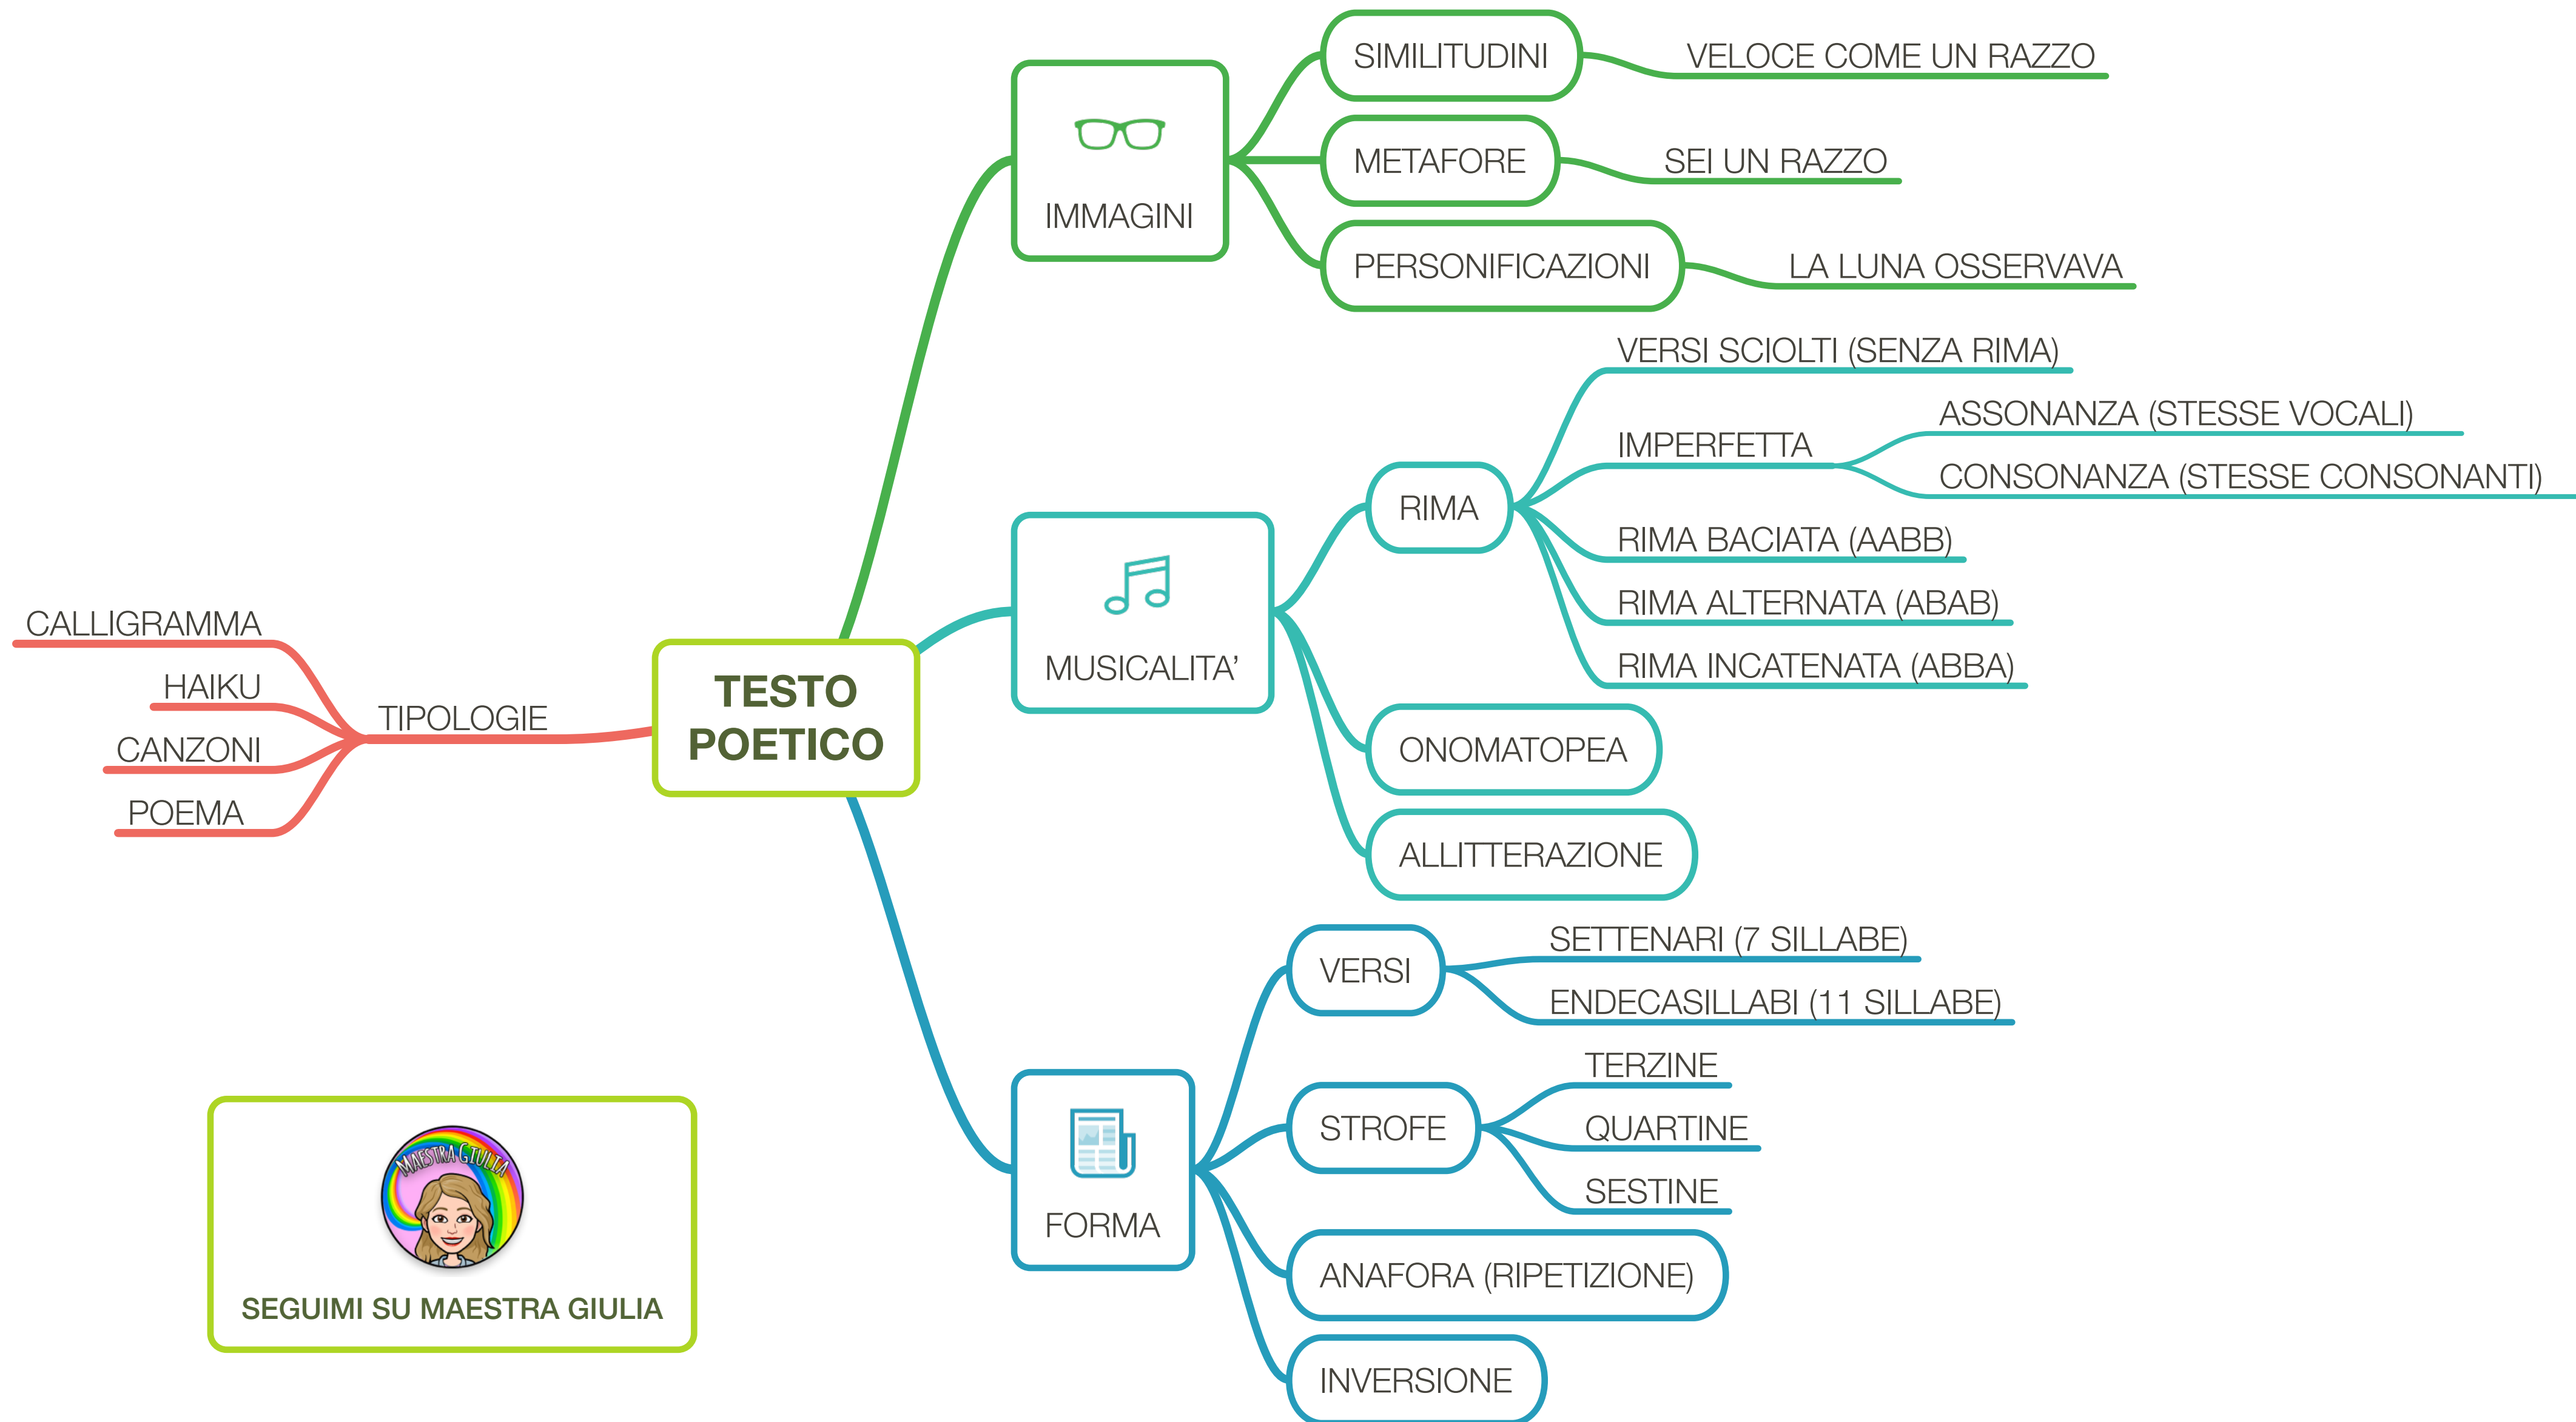 TESTO
POETICO
IMMAGINI
SIMILITUDINI
VELOCE COME UN RAZZO
METAFORE
SEI UN RAZZO
PERSONIFICAZIONI
LA LUNA OSSERVAVA
MUSICALITA’
RIMA
VERSI SCIOLTI (SENZA RIMA)
IMPERFETTA
ASSONANZA (STESSE VOCALI)
CONSONANZA (STESSE CONSONANTI)
RIMA BACIATA (AABB)
RIMA ALTERNATA (ABAB)
RIMA INCATENATA (ABBA)
ONOMATOPEA
ALLITTERAZIONE
FORMA
VERSI
SETTENARI (7 SILLABE)
ENDECASILLABI (11 SILLABE)
STROFE
TERZINE
QUARTINE
SESTINE
ANAFORA (RIPETIZIONE)
INVERSIONE
TIPOLOGIE
CALLIGRAMMA
HAIKU
CANZONI
POEMA
MAESTRA GIULIA
SEGUIMI SU MAESTRA GIULIA